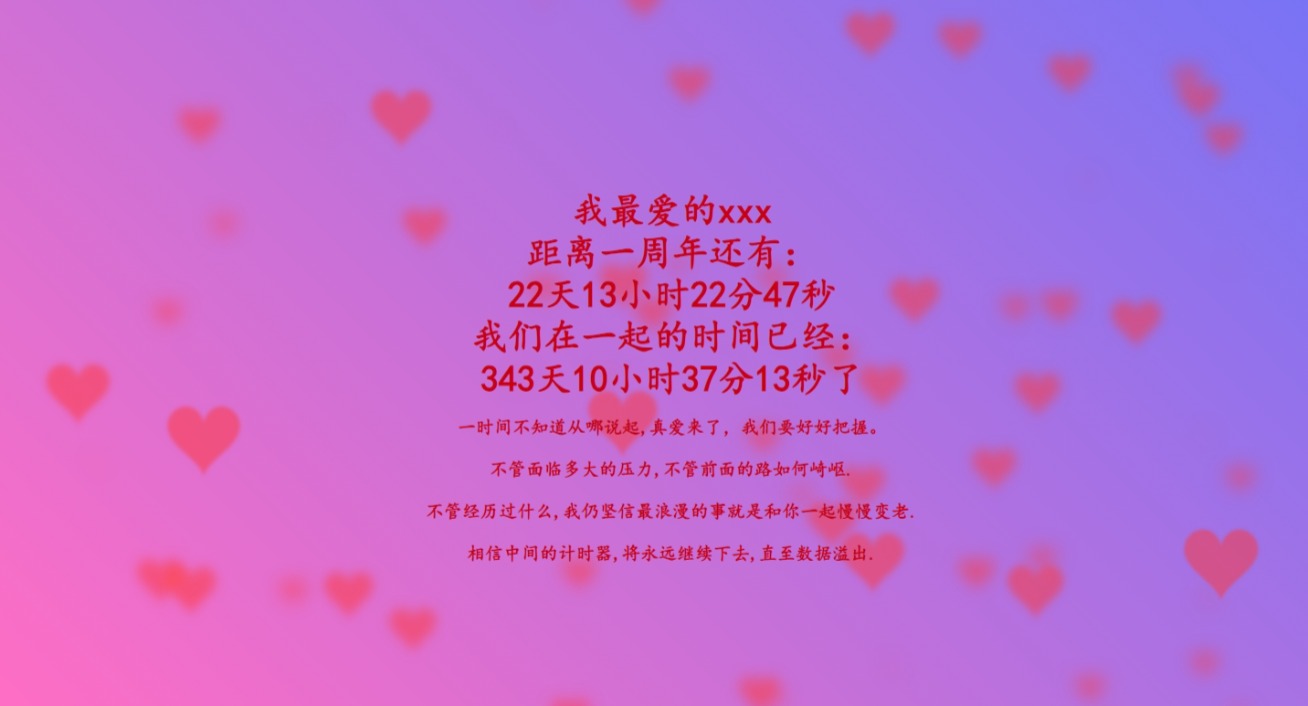 我最爱的xxx
距离一周年还有：
22天13小时22分47秒
我们在一起的时间已经：
343天10小时37分13秒了
一时间不知道从哪说起,真爱来了，我们要好好把握。
不管面临多大的压力,不管前面的路如何崎岖.
不管经历过什么,我仍坚信最浪漫的事就是和你一起慢慢变老.
相信中间的计时器,将永远继续下去,直至数据溢出.